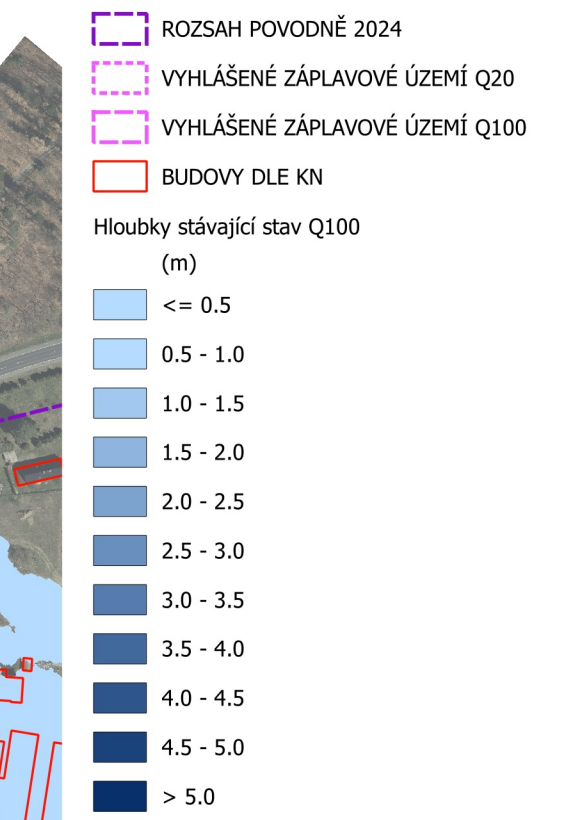 ROZSAH POVODNĚ 2024
VYHLÁŠENÉ ZÁPLAVOVÉ ÚZEMÍ Q20
VYHLÁŠENÉ ZÁPLAVOVÉ ÚZEMÍ Q100
BUDOVY DLE KN
Hloubky stávající stav Q100
(m)
<= 0.5
0.5 - 1.0
1.0 - 1.5
1.5 - 2.0
2.0 - 2.5
2.5 - 3.0
3.0 - 3.5
3.5 - 4.0
4.0 - 4.5
4.5 - 5.0
> 5.0